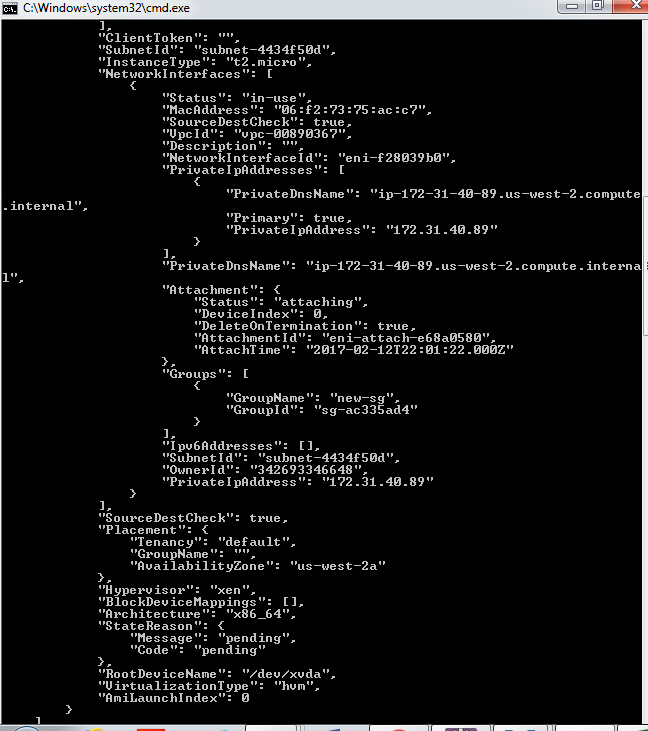 C:\Windows\system32\cmd.exe
],
"ClientToken": "",
"SubnetId": "subnet-4434f50d",
"InstanceType": "t2.micro",
"NetworkInterfaces": [
{
"Status": "in-use",
"MacAddress": "06:f2:73:75:ac:c7",
"SourceDestCheck": true,
"VpcId": "vpc-00890367",
"Description": "",
"NetworkInterfaceId": "eni-f28039b0",
"PrivateIpAddresses": [
{
"PrivateDnsName": "ip-172-31-40-89.us-west-2.compute
.internal",
"Primary": true,
"PrivateIpAddress": "172.31.40.89"
}
],
"PrivateDnsName": "ip-172-31-40-89.us-west-2.compute.interna
l",
"Attachment": {
"Status": "attaching",
"DeviceIndex": 0,
"DeleteOnTermination": true,
"AttachmentId": "eni-attach-e68a0580",
"AttachTime": "2017-02-12T22:01:22.000Z"
},
"Groups": [
{
"GroupName": "new-sg",
"GroupId": "sg-ac335ad4"
}
],
"Ipv6Addresses": [],
"SubnetId": "subnet-4434f50d",
"OwnerId": "342693346648",
"PrivateIpAddress": "172.31.40.89"
}
],
"SourceDestCheck": true,
"Placement": {
"Tenancy": "default",
"GroupName": "",
"AvailabilityZone": "us-west-2a"
},
"Hypervisor": "xen",
"BlockDeviceMappings": [],
"Architecture": "x86_64",
"StateReason": {
"Message": "pending",
"Code": "pending"
},
"RootDeviceName": "/dev/xvda",
"VirtualizationType": "hvm",
"AmiLaunchIndex": 0
}
]